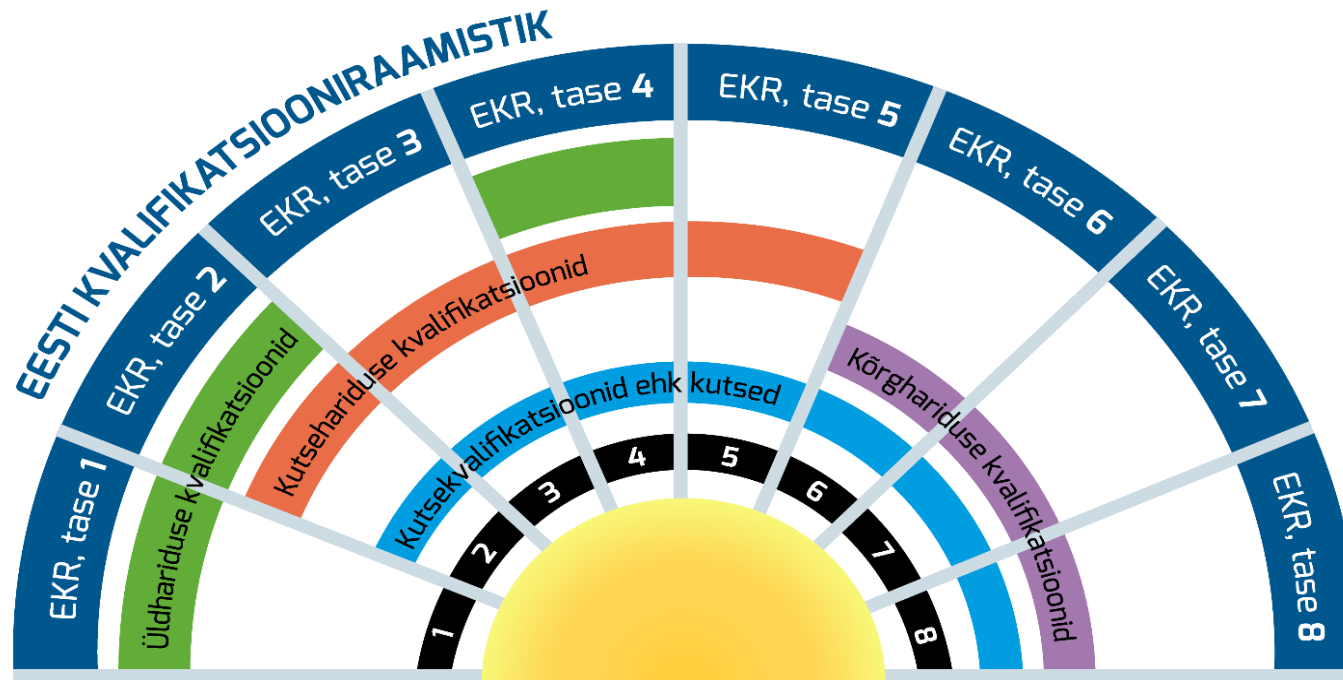 EESTI KVALIFIKATSIOONIRAAMISTIK
EKR, tase 1
EKR, tase 2
EKR, tase 3
EKR, tase 4
EKR, tase 5
EKR, tase 6
EKR, tase 7
EKR, tase 8
Üldhariduse kvalifikatsioonid
Kutsehariduse kvalifikatsioonid
Kutsekvalifikatsioonid ehk kutsed
Kõrghariduse kvalifikatsioonid
1
2
3
4
5
6
7
8